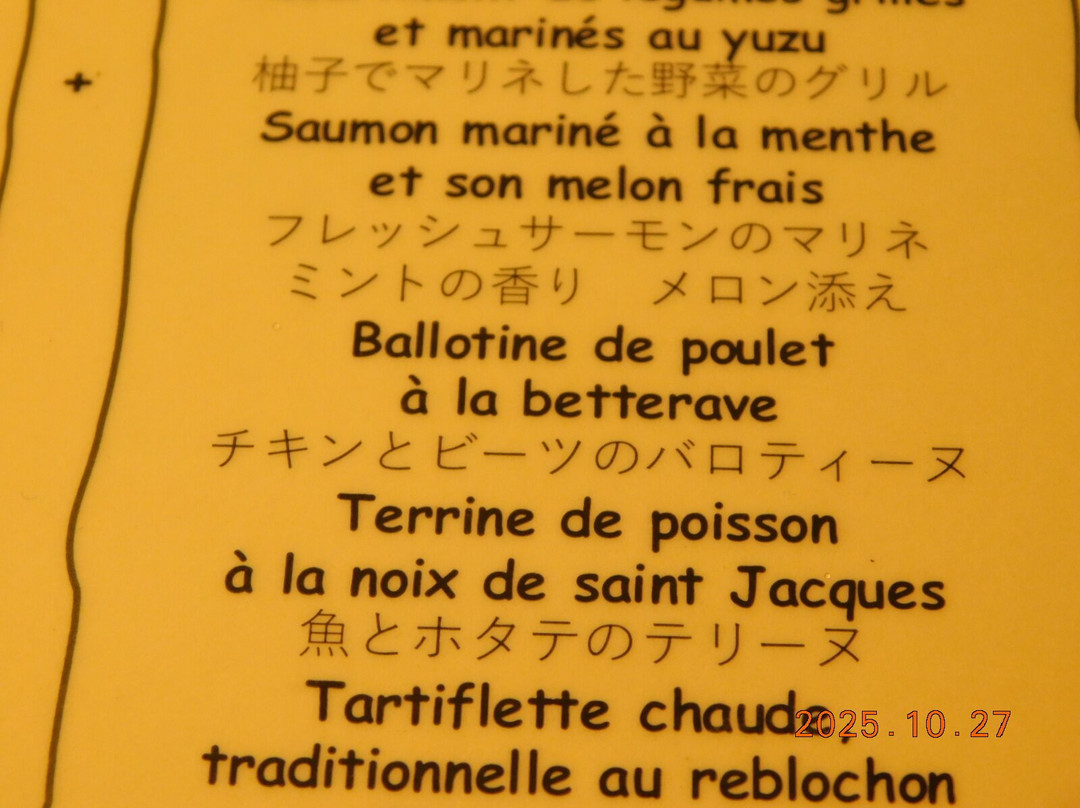 et marinés au yuzu
+
柚子でマリネした野菜のグリル
Saumon mariné à la menthe
et son melon frais
フレッシュサーモンのマリネ
ミントの香り　メロン添え
Ballotine de poulet
à la betterave
チキンとビーツのバロティーヌ
Terrine de poisson
à la noix de saint Jacques
魚とホタテのテリーヌ
Tartiflette chaude,
2025.10.27
traditionnelle au reblochon